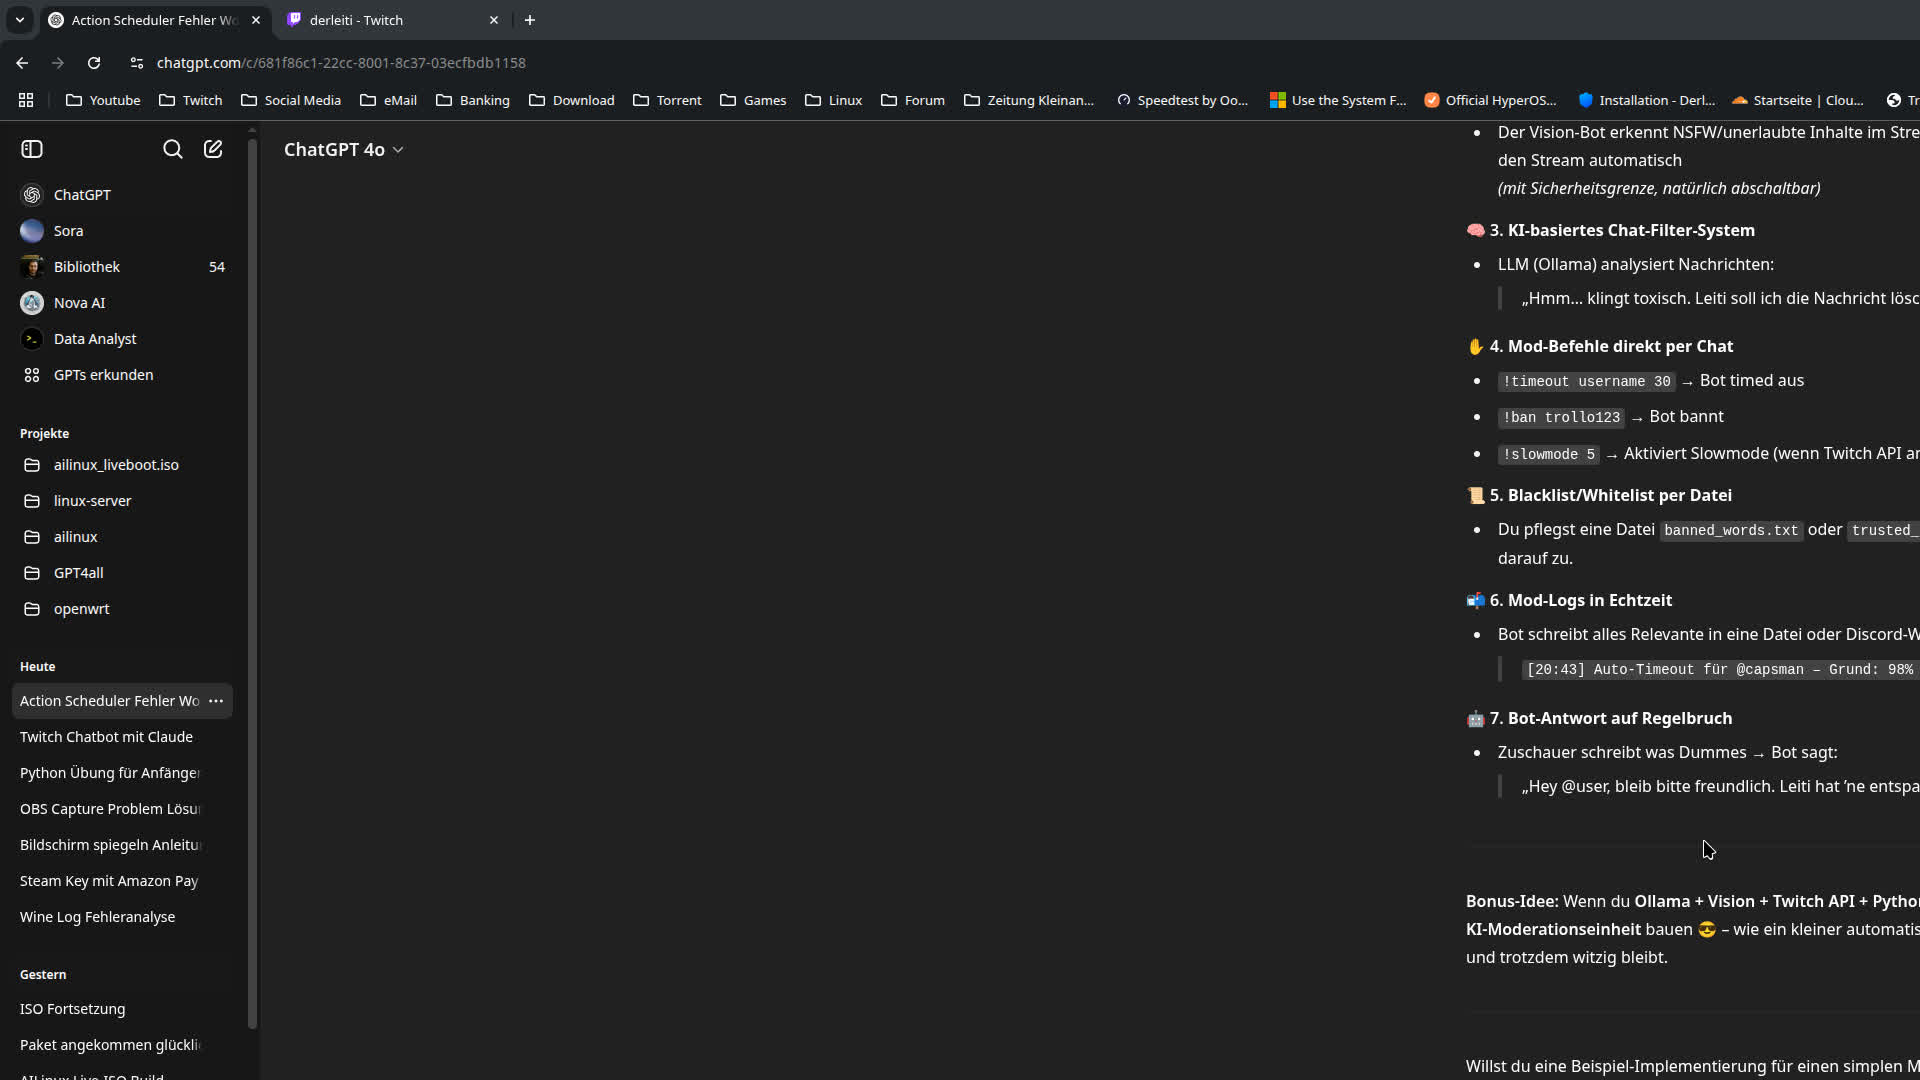 Action Scheduler Fehler Wo
derleiti - Twitch
chatgpt.com/c/681f86c1-22cc-8001-8c37-03ecfbdb1158
Youtube
Twitch
Social Media
eMail
Banking
Download
Torrent
Games
Linux
Forum
Zeitung Kleinan...
Speedtest by Oo...
Use the System F...
Official HyperOS...
Installation - Derl...
Startseite | Clou...
Tr
ChatGPT
Sora
Bibliothek 54
Nova AI
Data Analyst
GPTs erkunden
Projekte
ailinux_liveboot.iso
linux-server
ailinux
GPT4all
openwrt
Heute
Action Scheduler Fehler Wo
Twitch Chatbot mit Claude
Python Übung für Anfänger
OBS Capture Problem Lösu
Bildschirm spiegeln Anleitu
Steam Key mit Amazon Pay
Wine Log Fehleranalyse
Gestern
ISO Fortsetzung
Paket angekommen glückli
AILinux Live ISO Build
ChatGPT 4o
• Der Vision-Bot erkennt NSFW/unerlaubte Inhalte im Stre
den Stream automatisch
(mit Sicherheitsgrenze, natürlich abschaltbar)
🧠 3. KI-basiertes Chat-Filter-System
• LLM (Ollama) analysiert Nachrichten:
„Hmm... klingt toxisch. Leiti soll ich die Nachricht lösc
✋ 4. Mod-Befehle direkt per Chat
• !timeout username 30 → Bot timed aus
• !ban trollo123 → Bot bannt
• !slowmode 5 → Aktiviert Slowmode (wenn Twitch API an
📜 5. Blacklist/Whitelist per Datei
• Du pflegst eine Datei banned_words.txt oder trusted_
darauf zu.
📬 6. Mod-Logs in Echtzeit
• Bot schreibt alles Relevante in eine Datei oder Discord-W
[20:43] Auto-Timeout für @capsman – Grund: 98%
🤖 7. Bot-Antwort auf Regelbruch
• Zuschauer schreibt was Dummes → Bot sagt:
„Hey @user, bleib bitte freundlich. Leiti hat 'ne entspa
Bonus-Idee: Wenn du Ollama + Vision + Twitch API + Python
KI-Moderationseinheit bauen 😎 – wie ein kleiner automatis
und trotzdem witzig bleibt.
Willst du eine Beispiel-Implementierung für einen simplen M